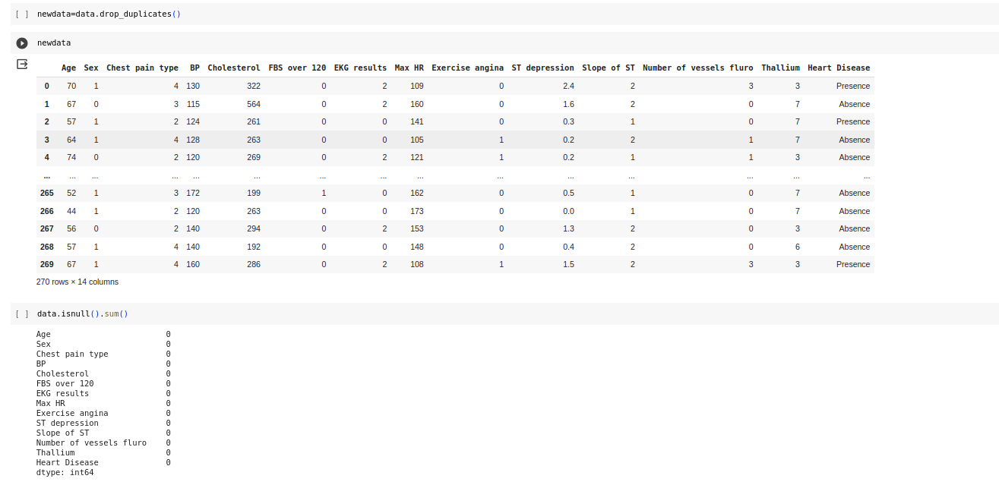 [ ] newdata=data.drop_duplicates()
newdata
Age Sex Chest pain type BP Cholesterol FBS over 120 EKG results Max HR Exercise angina ST depression Slope of ST Number of vessels fluro Thallium Heart Disease
0 70 1 4 130 322 0 2 109 0 2.4 2 3 3 Presence
1 67 0 3 115 564 0 2 160 0 1.6 2 0 7 Absence
2 57 1 2 124 261 0 0 141 0 0.3 1 0 7 Presence
3 64 1 4 128 263 0 0 105 1 0.2 2 1 7 Absence
4 74 0 2 120 269 0 2 121 1 0.2 1 1 3 Absence
... ... ... ... ... ... ... ... ... ... ... ... ... ... ...
265 52 1 3 172 199 1 0 162 0 0.5 1 0 7 Absence
266 44 1 2 120 263 0 0 173 0 0.0 1 0 7 Absence
267 56 0 2 140 294 0 2 153 0 1.3 2 0 3 Absence
268 57 1 4 140 192 0 0 148 0 0.4 2 0 6 Absence
269 67 1 4 160 286 0 2 108 1 1.5 2 3 3 Presence
270 rows × 14 columns
[ ] data.isnull().sum()
Age 0
Sex 0
Chest pain type 0
BP 0
Cholesterol 0
FBS over 120 0
EKG results 0
Max HR 0
Exercise angina 0
ST depression 0
Slope of ST 0
Number of vessels fluro 0
Thallium 0
Heart Disease 0
dtype: int64